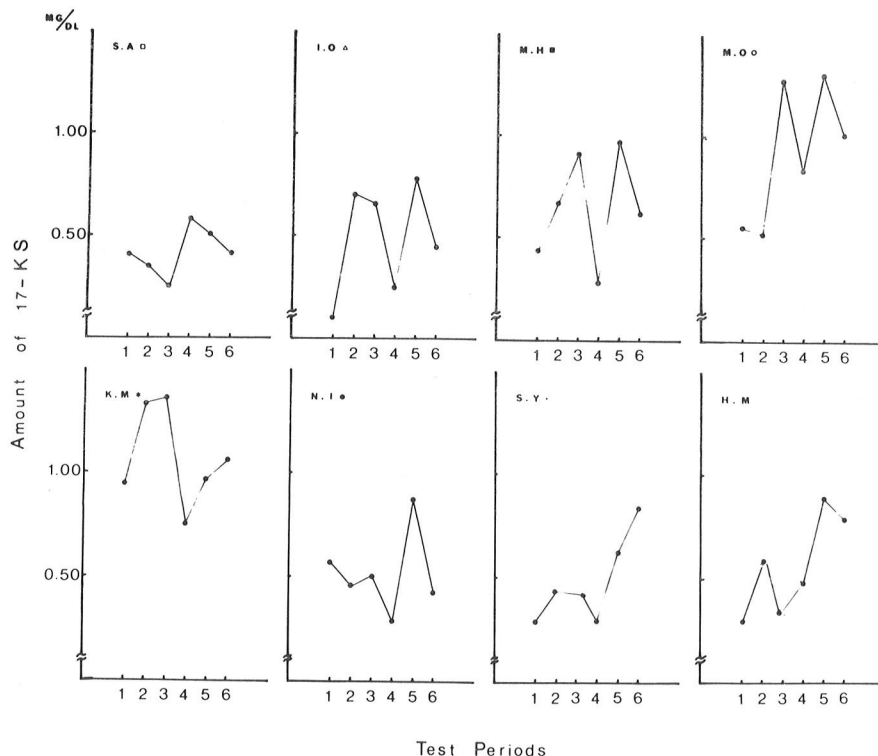 MG/DL
S.A □ I.O △ M.H ■ M.O ○
1.00
0.50
1 2 3 4 5 6 1 2 3 4 5 6 1 2 3 4 5 6 1 2 3 4 5 6
K.M * N.I ● S.Y · H.M
1.00
0.50
1 2 3 4 5 6 1 2 3 4 5 6 1 2 3 4 5 6 1 2 3 4 5 6
Amount of 17-KS
Test Periods